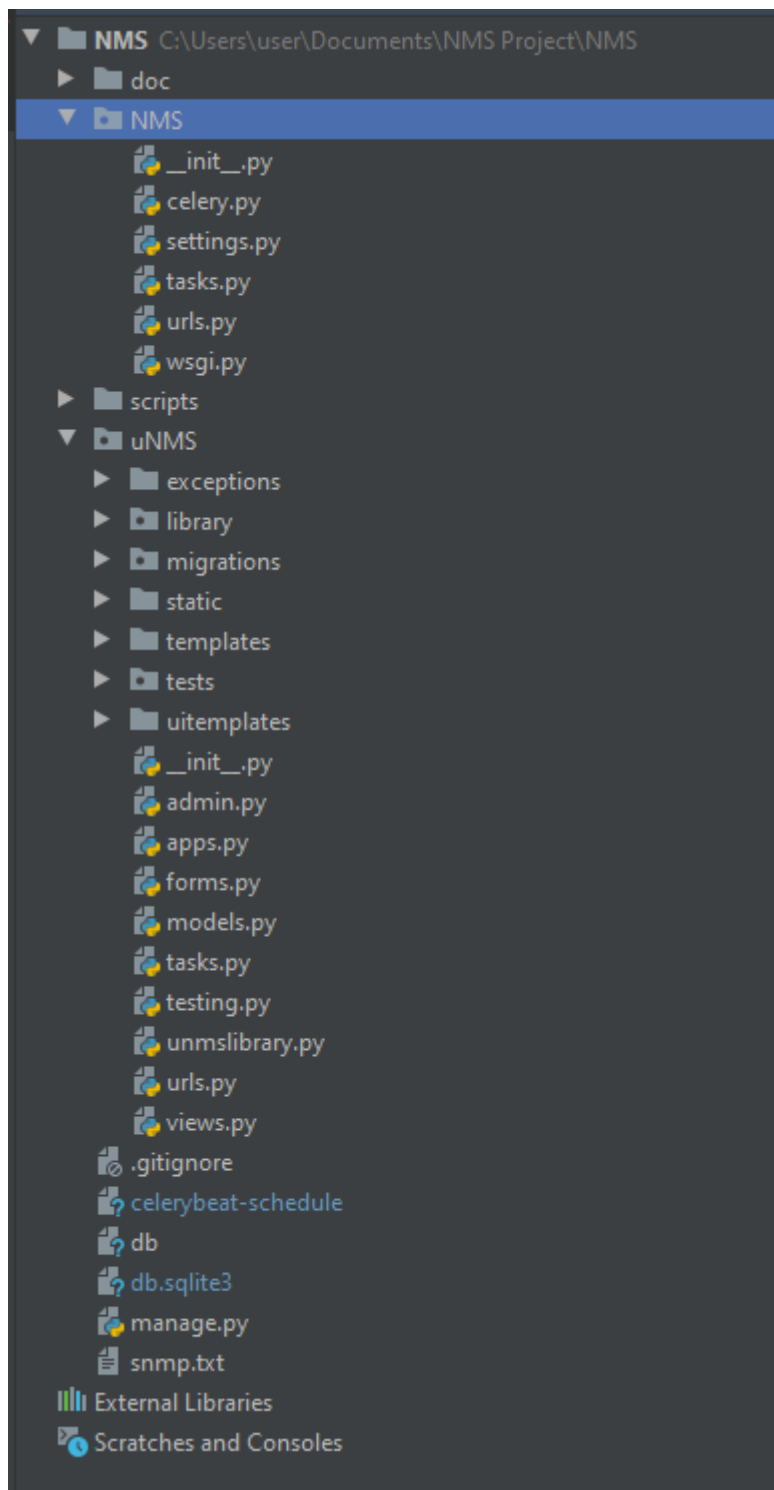 NMS C:\Users\user\Documents\NMS Project\NMS
doc
NMS
__init__.py
celery.py
settings.py
tasks.py
urls.py
wsgi.py
scripts
uNMS
exceptions
library
migrations
static
templates
tests
uitemplates
__init__.py
admin.py
apps.py
forms.py
models.py
tasks.py
testing.py
unmslibrary.py
urls.py
views.py
.gitignore
celerybeat-schedule
db
db.sqlite3
manage.py
snmp.txt
External Libraries
Scratches and Consoles